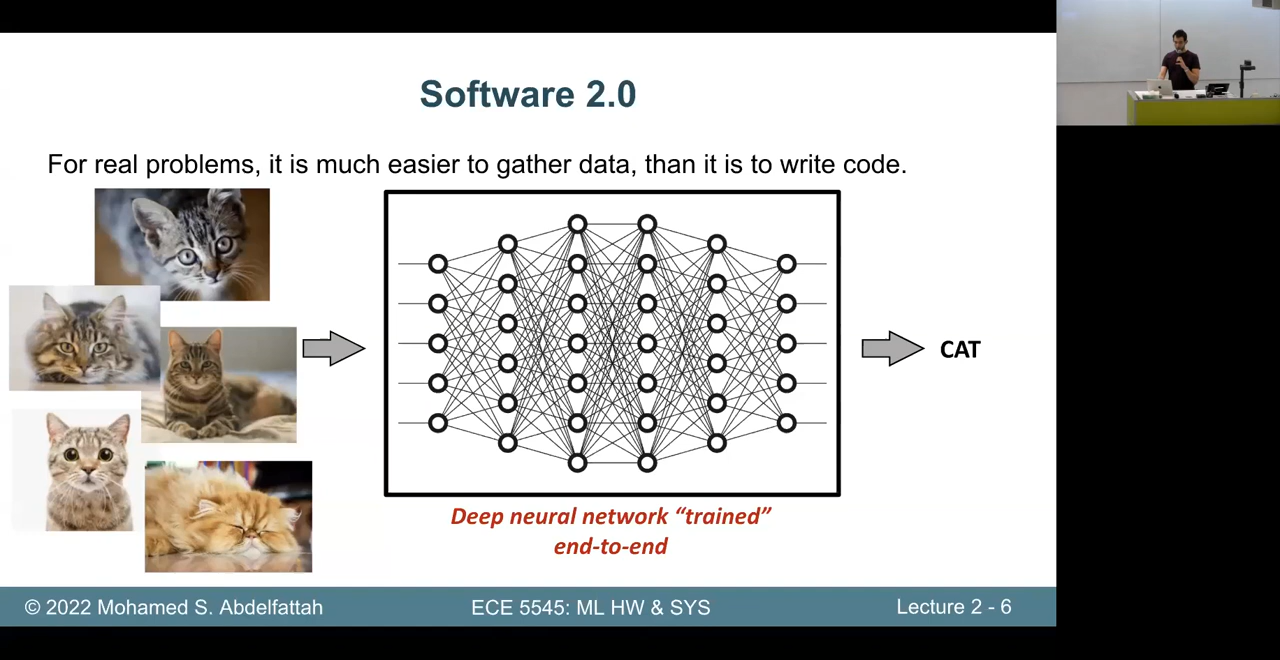 Software 2.0
For real problems, it is much easier to gather data, than it is to write code.
CAT
Deep neural network “trained”
end-to-end
© 2022 Mohamed S. Abdelfattah
ECE 5545: ML HW & SYS
Lecture 2 - 6